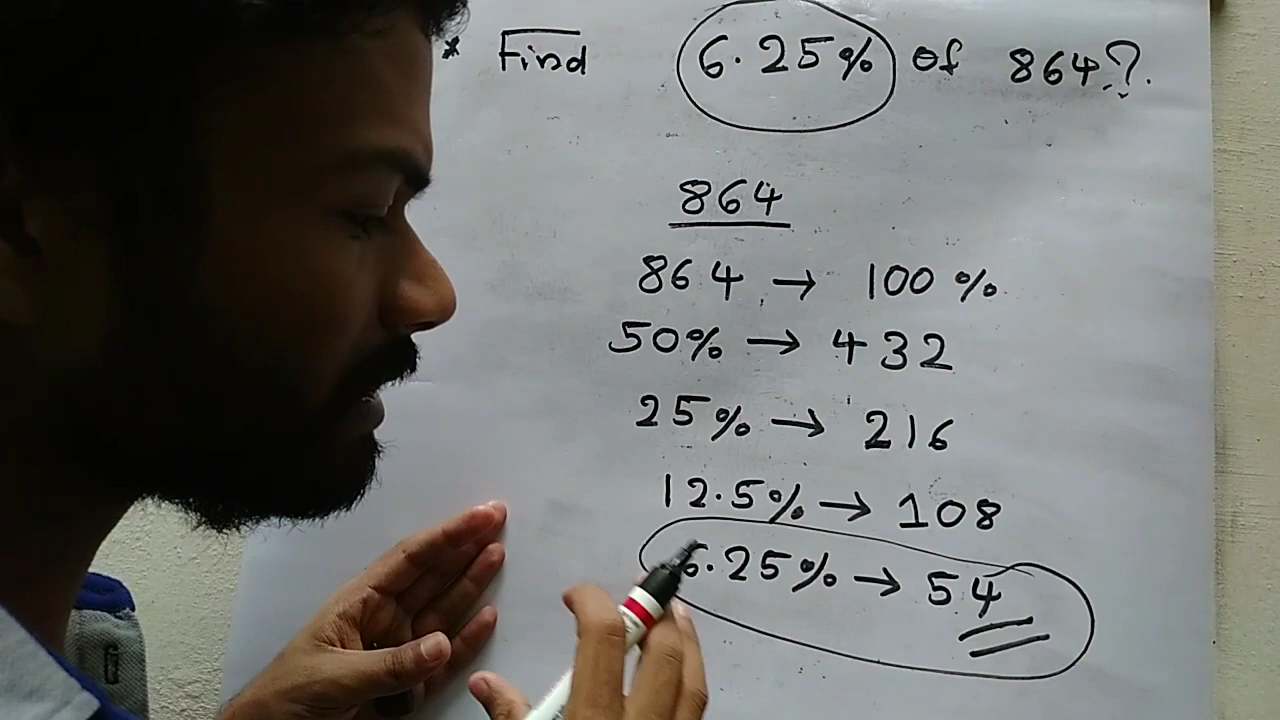 * Find 6.25% of 864?.
864
864 → 100%
50% → 432
25% → 216
12.5% → 108
6.25% → 54